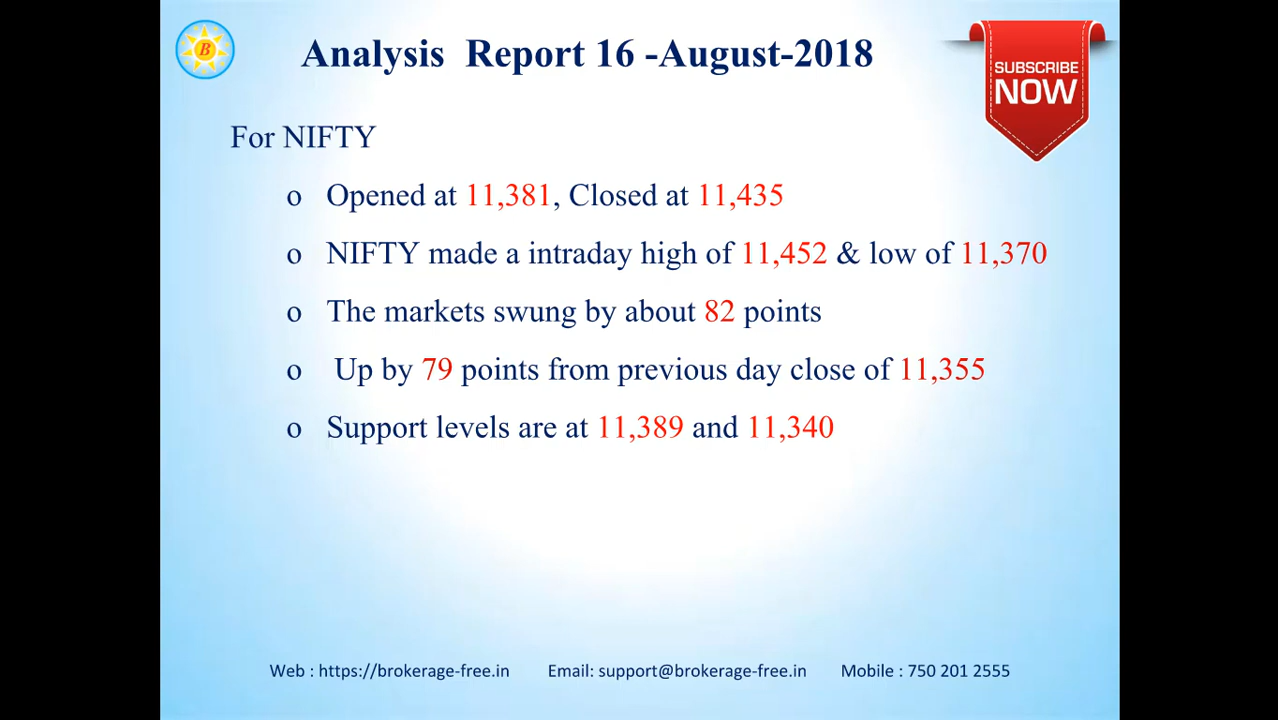 B
Analysis Report 16 -August-2018
SUBSCRIBE
NOW
For NIFTY
o Opened at 11,381, Closed at 11,435
o NIFTY made a intraday high of 11,452 & low of 11,370
o The markets swung by about 82 points
o Up by 79 points from previous day close of 11,355
o Support levels are at 11,389 and 11,340
Web : https://brokerage-free.in Email: support@brokerage-free.in Mobile : 750 201 2555